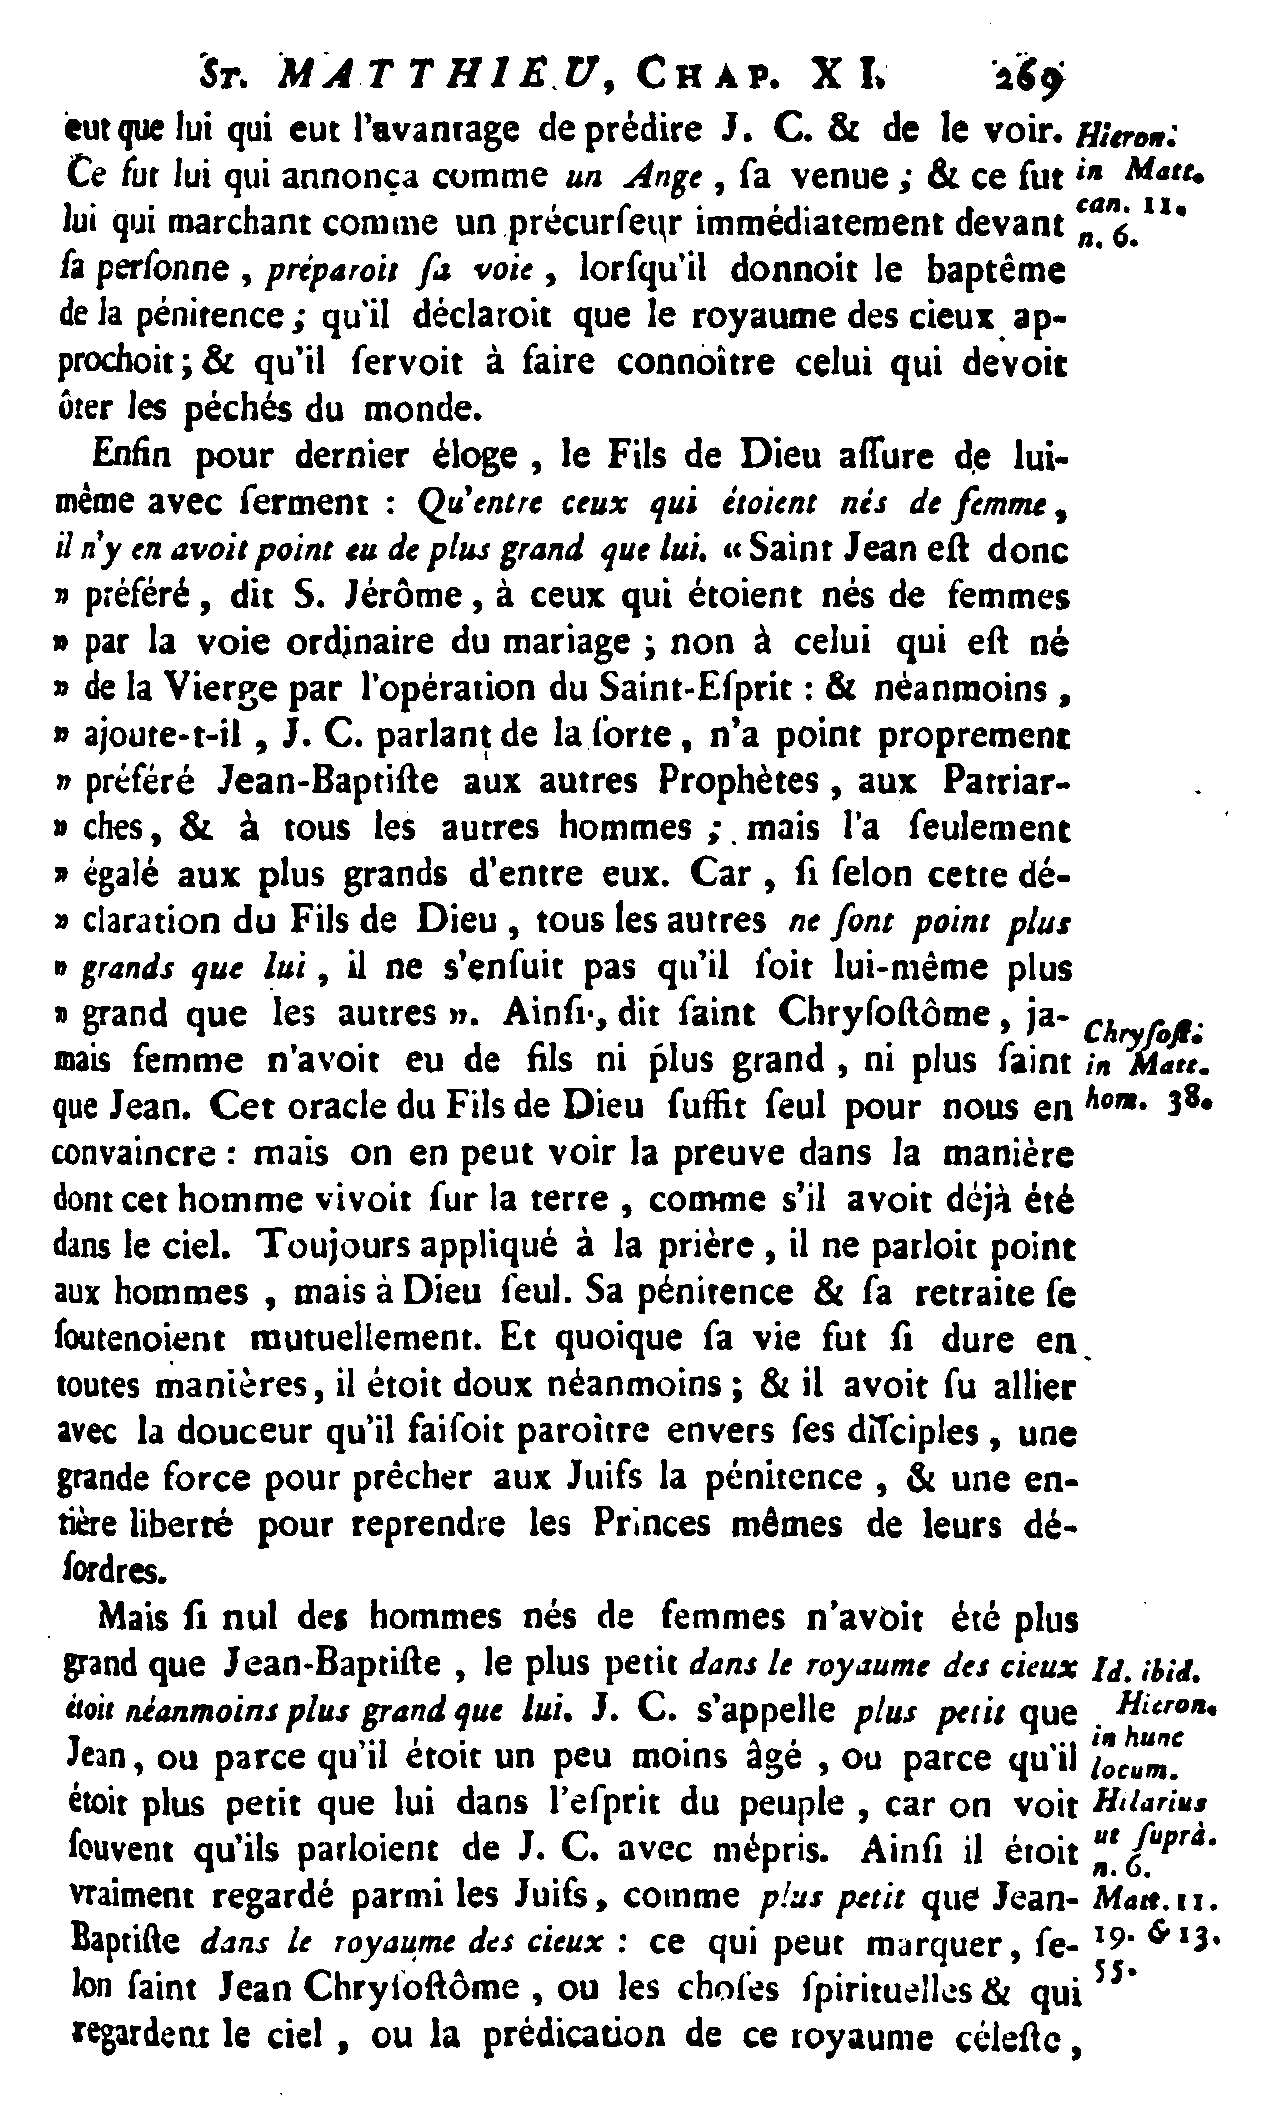 St. MATTHIEU, CHAP. XI. 269
eut que lui qui eut l'avantage de prédire J. C. & de le voir.
Ce fut lui qui annonça comme un Ange, ſa venue ; & ce fut
lui qui marchant comme un précurſeur immédiatement devant
ſa perſonne, préparoit ſa voie, lorſqu'il donnoit le baptême
de la pénitence ; qu'il déclaroit que le royaume des cieux ap-
prochoit ; & qu'il ſervoit à faire connoître celui qui devoit
ôter les péchés du monde.
Hieron.
in Matt.
can. 11.
n. 6.
Enfin pour dernier éloge, le Fils de Dieu aſſure de lui-
même avec ſerment : Qu'entre ceux qui étoient nés de femme,
il n'y en avoit point eu de plus grand que lui. « Saint Jean eſt donc
» préféré, dit S. Jérôme, à ceux qui étoient nés de femmes
» par la voie ordinaire du mariage ; non à celui qui eſt né
» de la Vierge par l'opération du Saint-Eſprit : & néanmoins,
» ajoute-t-il, J. C. parlant de la ſorte, n'a point proprement
» préféré Jean-Baptiſte aux autres Prophètes, aux Patriar-
» ches, & à tous les autres hommes ; mais l'a ſeulement
» égalé aux plus grands d'entre eux. Car, ſi ſelon cette dé-
» claration du Fils de Dieu, tous les autres ne ſont point plus
» grands que lui, il ne s'enſuit pas qu'il ſoit lui-même plus
» grand que les autres ». Ainſi, dit ſaint Chryſoſtôme, ja-
mais femme n'avoit eu de fils ni plus grand, ni plus ſaint
que Jean. Cet oracle du Fils de Dieu ſuffit ſeul pour nous en
convaincre : mais on en peut voir la preuve dans la manière
dont cet homme vivoit ſur la terre, comme s'il avoit déjà été
dans le ciel. Toujours appliqué à la prière, il ne parloit point
aux hommes, mais à Dieu ſeul. Sa pénitence & ſa retraite ſe
ſoutenoient mutuellement. Et quoique ſa vie fut ſi dure en
toutes manières, il étoit doux néanmoins ; & il avoit ſu allier
avec la douceur qu'il faiſoit paroître envers ſes diſciples, une
grande force pour prêcher aux Juifs la pénitence, & une en-
tière liberté pour reprendre les Princes mêmes de leurs dé-
ſordres.
Chryſoſt.
in Matt.
hom. 38.
Mais ſi nul des hommes nés de femmes n'avoit été plus
grand que Jean-Baptiſte, le plus petit dans le royaume des cieux
étoit néanmoins plus grand que lui. J. C. s'appelle plus petit que
Jean, ou parce qu'il étoit un peu moins âgé, ou parce qu'il
étoit plus petit que lui dans l'eſprit du peuple, car on voit
ſouvent qu'ils parloient de J. C. avec mépris. Ainſi il étoit
vraiment regardé parmi les Juifs, comme plus petit que Jean-
Baptiſte dans le royaume des cieux : ce qui peut marquer, ſe-
lon ſaint Jean Chryſoſtôme, ou les choſes ſpirituelles & qui
regardent le ciel, ou la prédication de ce royaume céleſte,
Id. ibid.
Hieron.
in hunc
locum.
Hilarius
ut ſuprà.
n. 6.
Matt. 11.
19. & 13.
55.